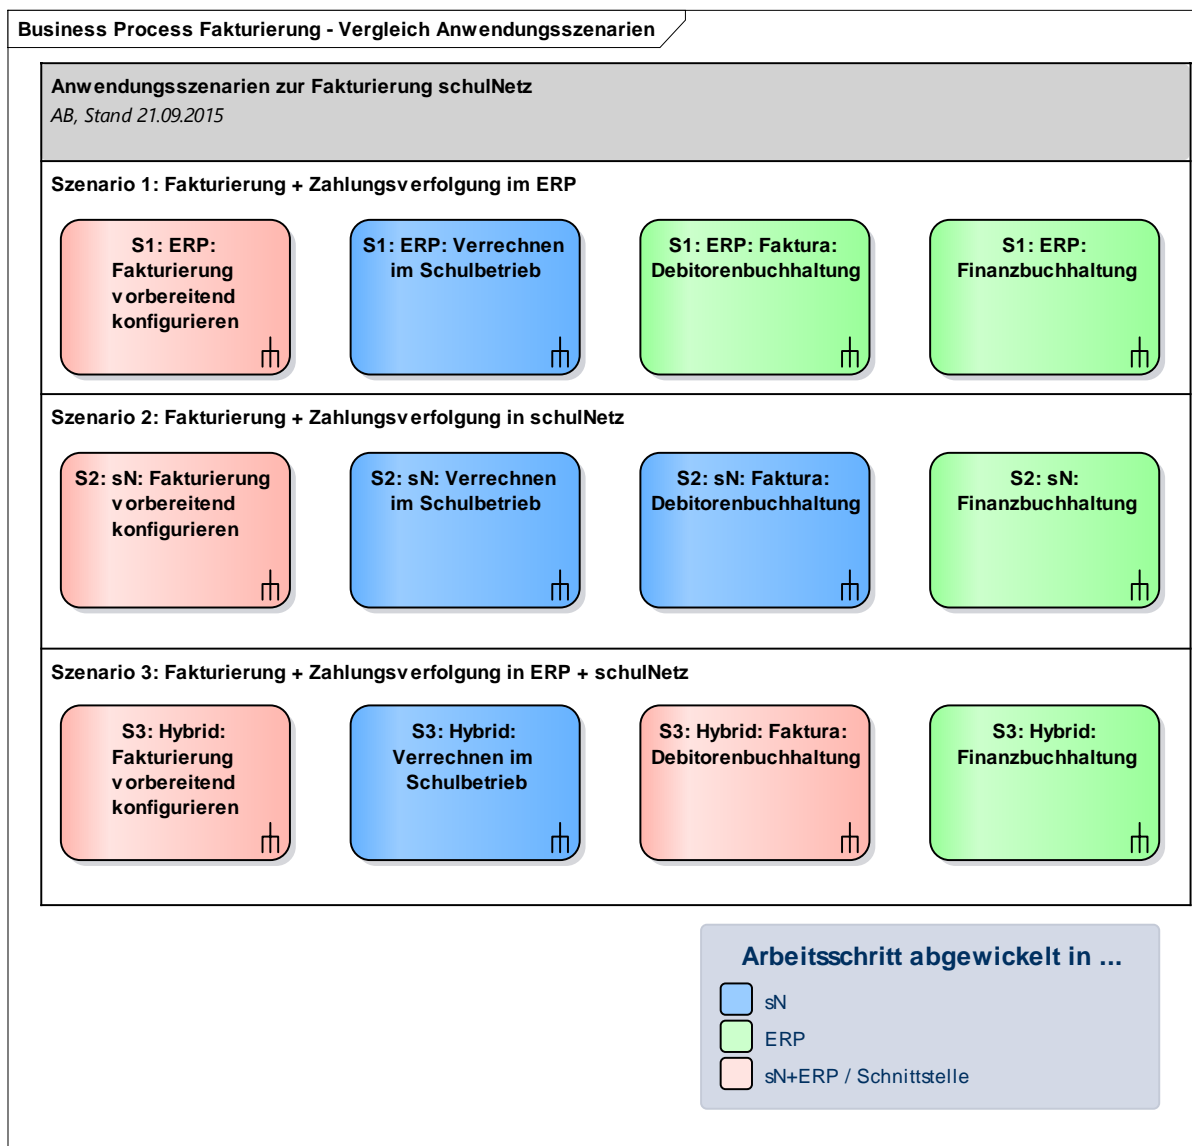 Business Process Fakturierung - Vergleich Anwendungsszenarien
Anwendungsszenarien zur Fakturierung schulNetz
AB, Stand 21.09.2015
Szenario 1: Fakturierung + Zahlungsverfolgung im ERP
S1: ERP:
Fakturierung
vorbereitend
konfigurieren
S1: ERP: Verrechnen
im Schulbetrieb
S1: ERP: Faktura:
Debitorenbuchhaltung
S1: ERP:
Finanzbuchhaltung
Szenario 2: Fakturierung + Zahlungsverfolgung in schulNetz
S2: sN: Fakturierung
vorbereitend
konfigurieren
S2: sN: Verrechnen
im Schulbetrieb
S2: sN: Faktura:
Debitorenbuchhaltung
S2: sN:
Finanzbuchhaltung
Szenario 3: Fakturierung + Zahlungsverfolgung in ERP + schulNetz
S3: Hybrid:
Fakturierung
vorbereitend
konfigurieren
S3: Hybrid:
Verrechnen im
Schulbetrieb
S3: Hybrid: Faktura:
Debitorenbuchhaltung
S3: Hybrid:
Finanzbuchhaltung
Arbeitsschritt abgewickelt in ...
sN
ERP
sN+ERP / Schnittstelle